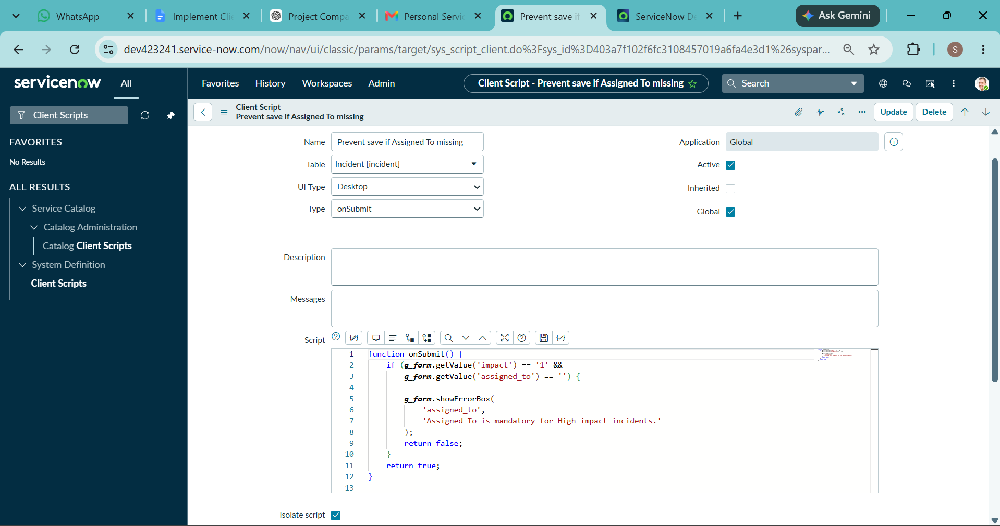 WhatsApp
Implement Clie
Project Compa
Personal Servic
Prevent save if
ServiceNow De
Ask Gemini
dev423241.service-now.com/now/nav/ui/classic/params/target/sys_script_client.do%3Fsys_id%3D403a7f102f6fc3108457019a6fa4e3d1%26syspar...
S
servicenow
All
Favorites
History
Workspaces
Admin
Client Script - Prevent save if Assigned To missing
Search
Client Scripts
FAVORITES
No Results
ALL RESULTS
Service Catalog
Catalog Administration
Catalog Client Scripts
System Definition
Client Scripts
Client Script
Prevent save if Assigned To missing
Update
Delete
Name
Prevent save if Assigned To missing
Table
Incident [incident]
UI Type
Desktop
Type
onSubmit
Application
Global
Active
Inherited
Global
Description
Messages
Script
1 function onSubmit() {
2 if (g_form.getValue('impact') == '1' &&
3 g_form.getValue('assigned_to') == '') {
4
5 g_form.showErrorBox(
6 'assigned_to',
7 'Assigned To is mandatory for High impact incidents.'
8 );
9 return false;
10 }
11 return true;
12 }
13
Isolate script